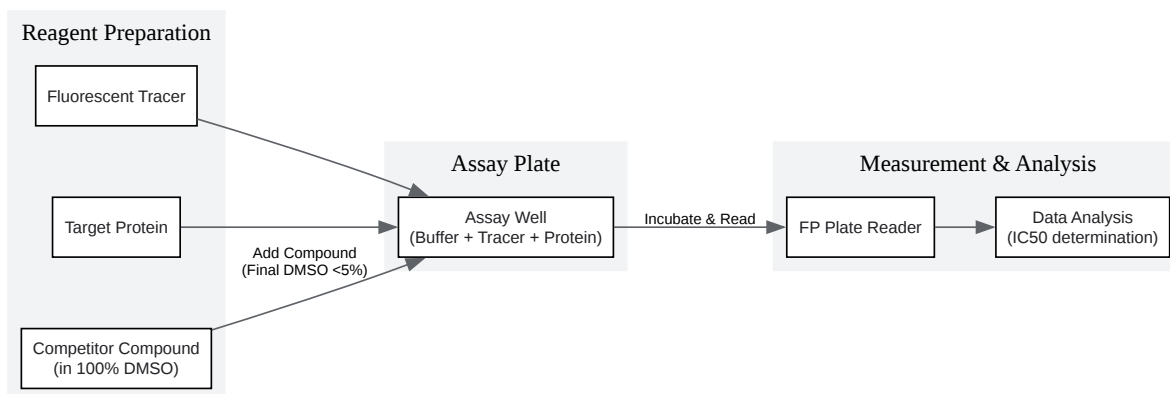 Reagent Preparation
Fluorescent Tracer
Target Protein
Competitor Compound
(in 100% DMSO)
Add Compound
(Final DMSO <5%)
Assay Plate
Assay Well
(Buffer + Tracer + Protein)
Incubate & Read
Measurement & Analysis
FP Plate Reader
Data Analysis
(IC50 determination)